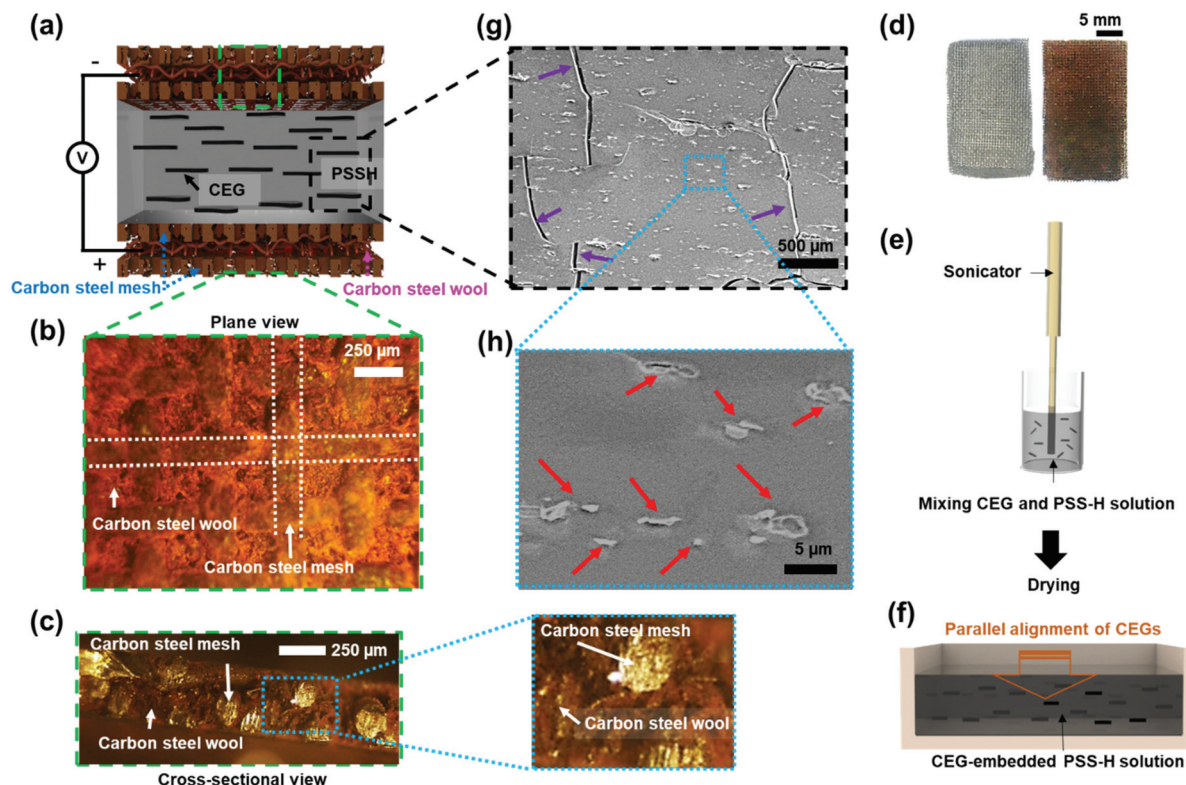 (a)
-
V
CEG
PSSH
+
Carbon steel mesh
Carbon steel wool
(b)
Plane view
250 µm
Carbon steel wool
Carbon steel mesh
(c)
Carbon steel mesh
250 µm
Carbon steel wool
Cross-sectional view
Carbon steel mesh
Carbon steel wool
(g)
500 µm
(h)
5 µm
(d)
5 mm
(e)
Sonicator
Mixing CEG and PSS-H solution
Drying
(f)
Parallel alignment of CEGs
CEG-embedded PSS-H solution